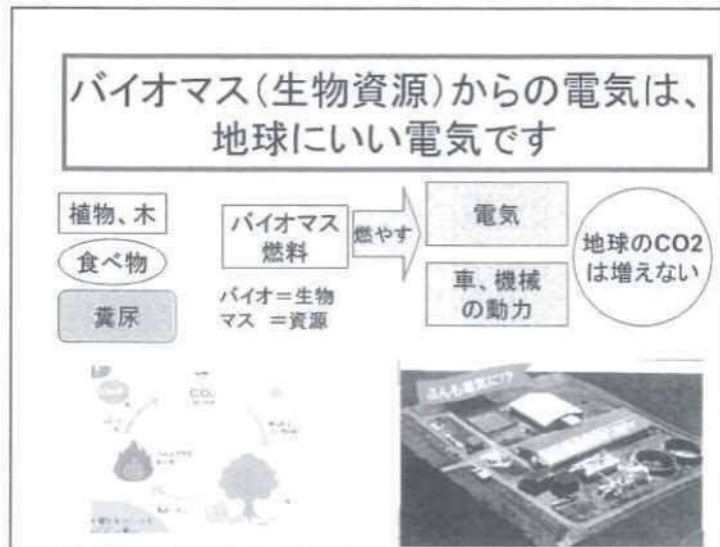 バイオマス（生物資源）からの電気は、
地球にいい電気です
植物、木
食べ物
糞尿
バイオマス
燃料
バイオ＝生物
マス ＝資源
燃やす
電気
車、機械
の動力
地球のCO2
は増えない
CO₂
ふんも電気に!?